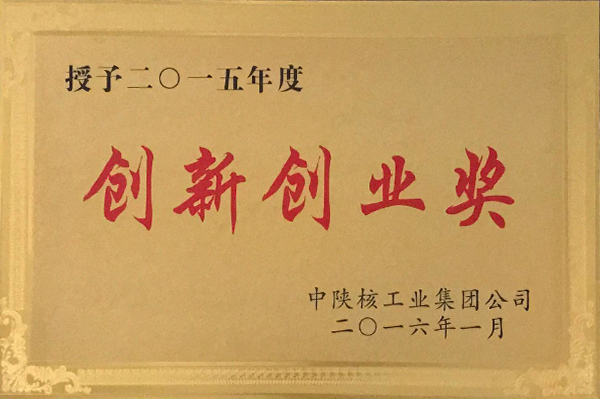 授予二〇一五年度
创新创业奖
中陕核工业集团公司
二〇一六年一月